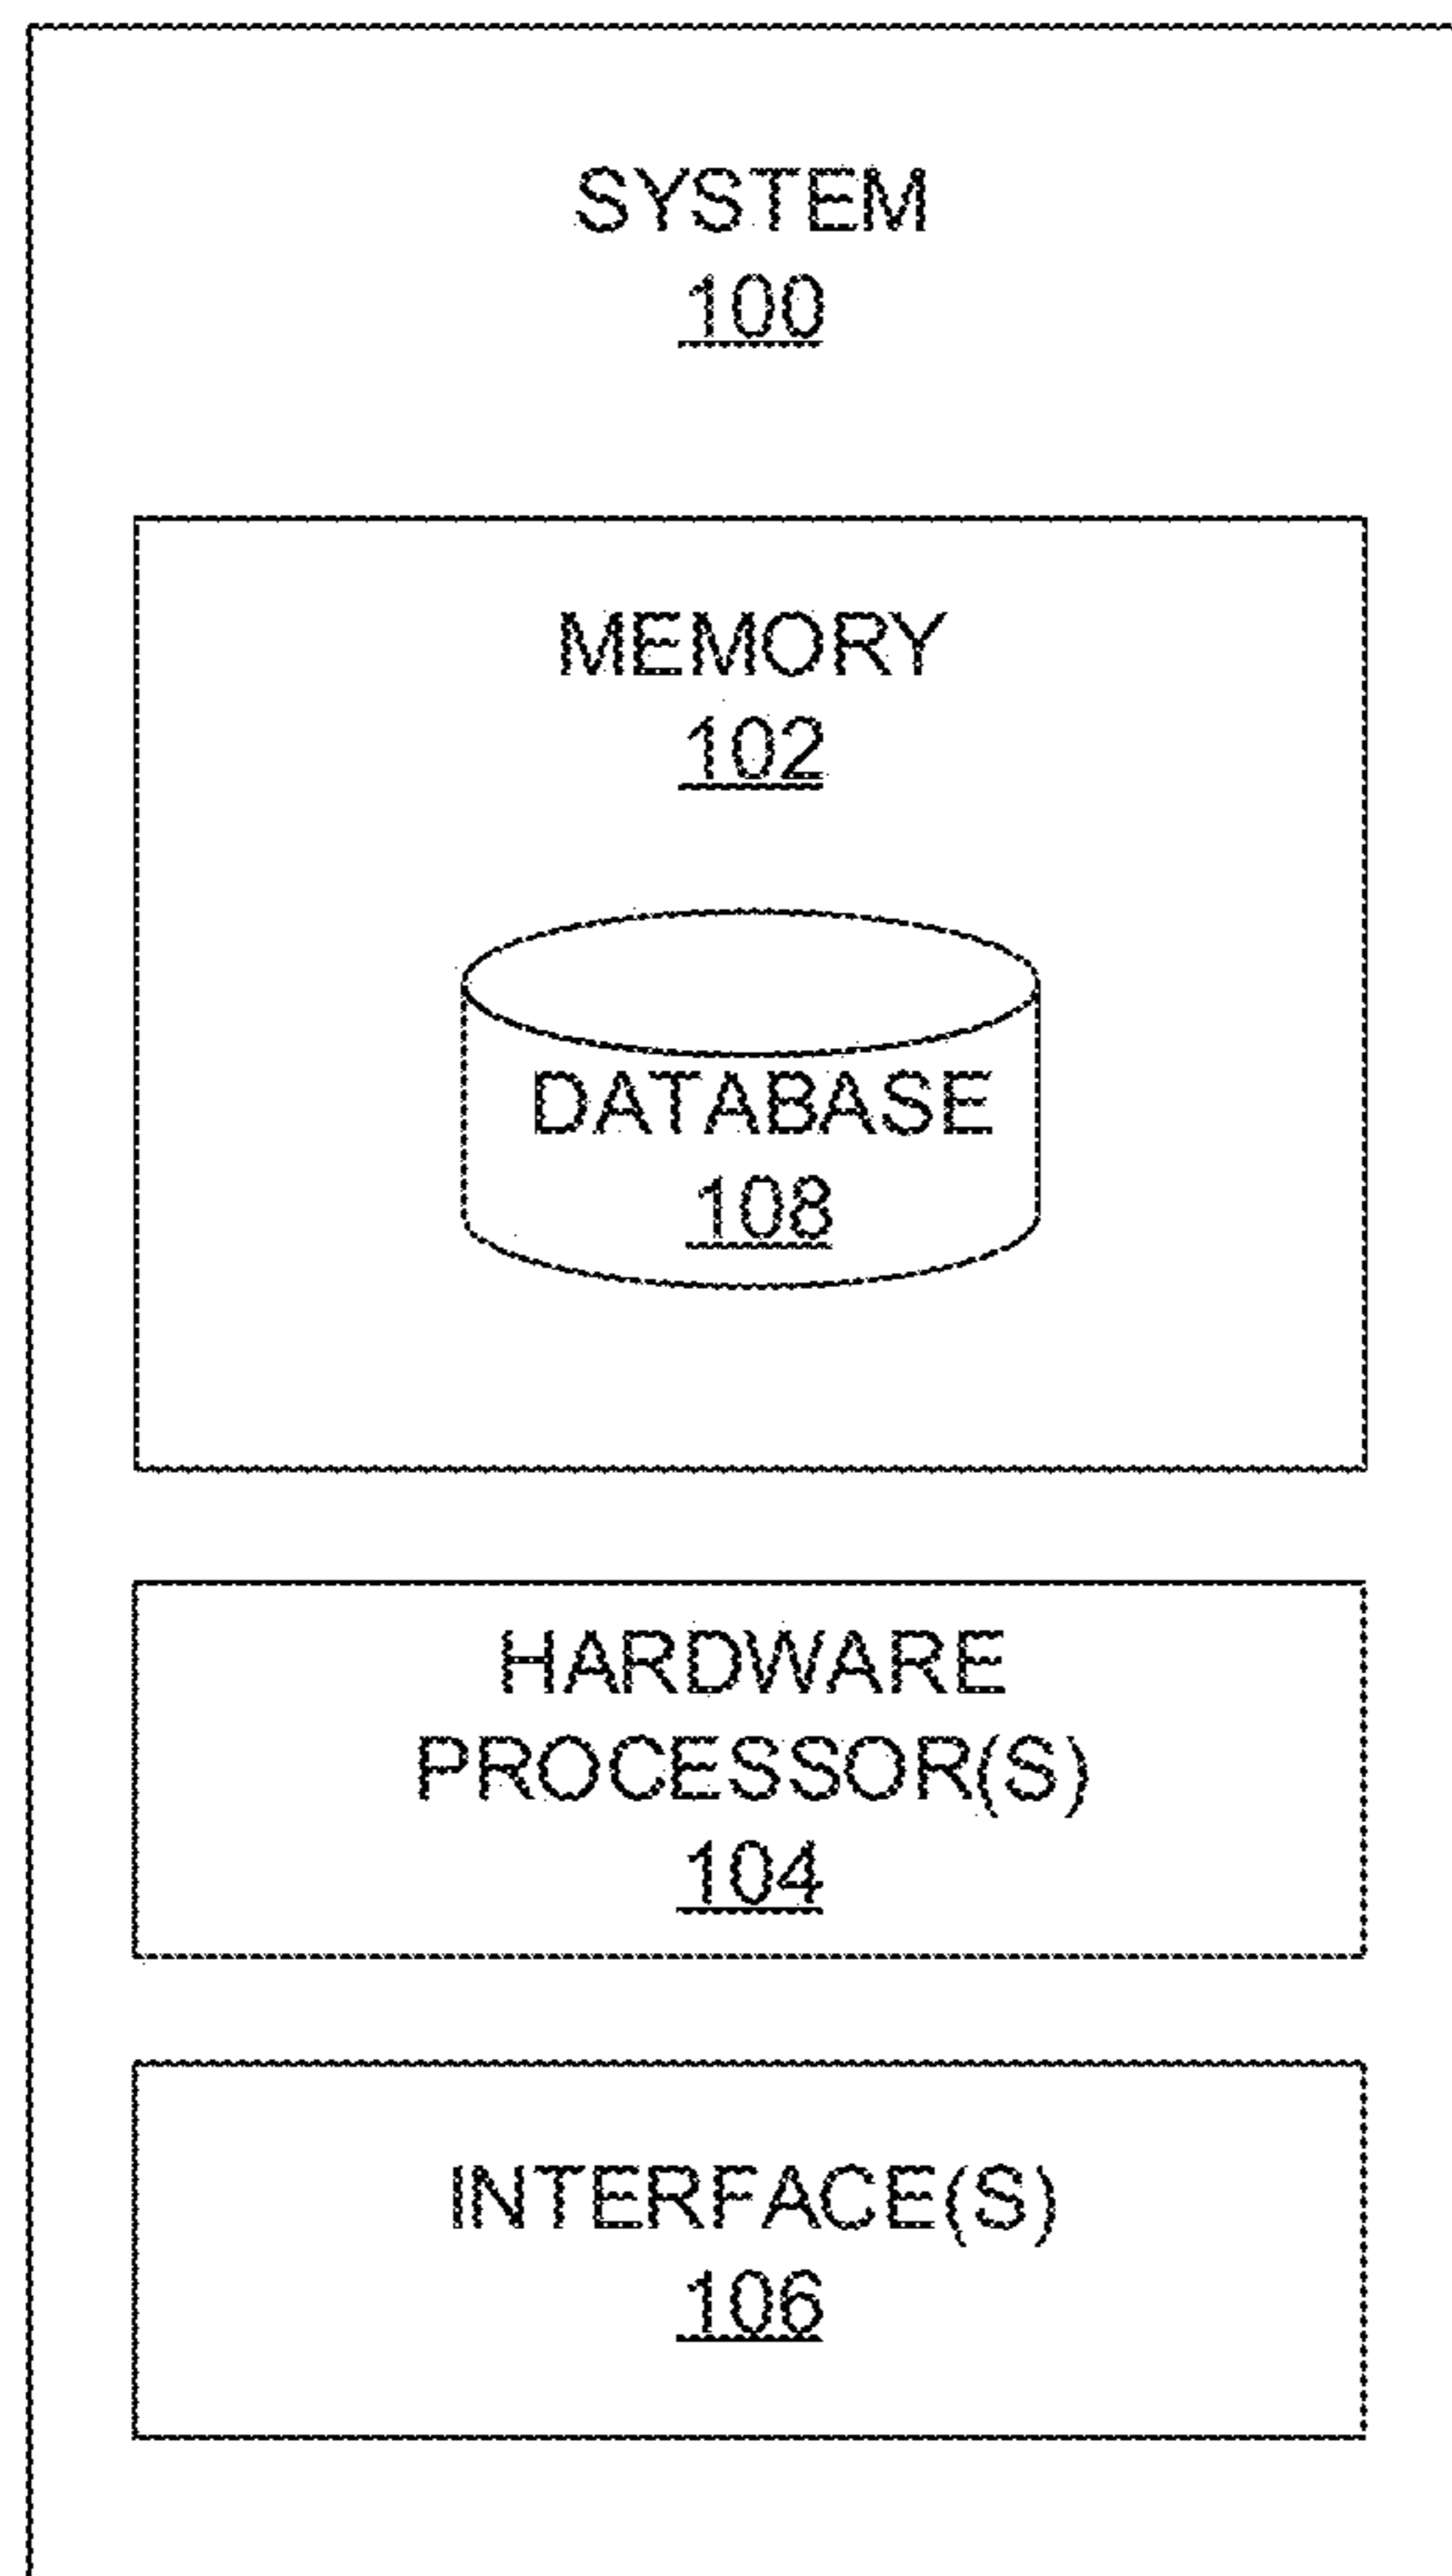 SYSTEM
100
MEMORY
102
DATABASE
108
HARDWARE
PROCESSOR(S)
104
INTERFACE(S)
106